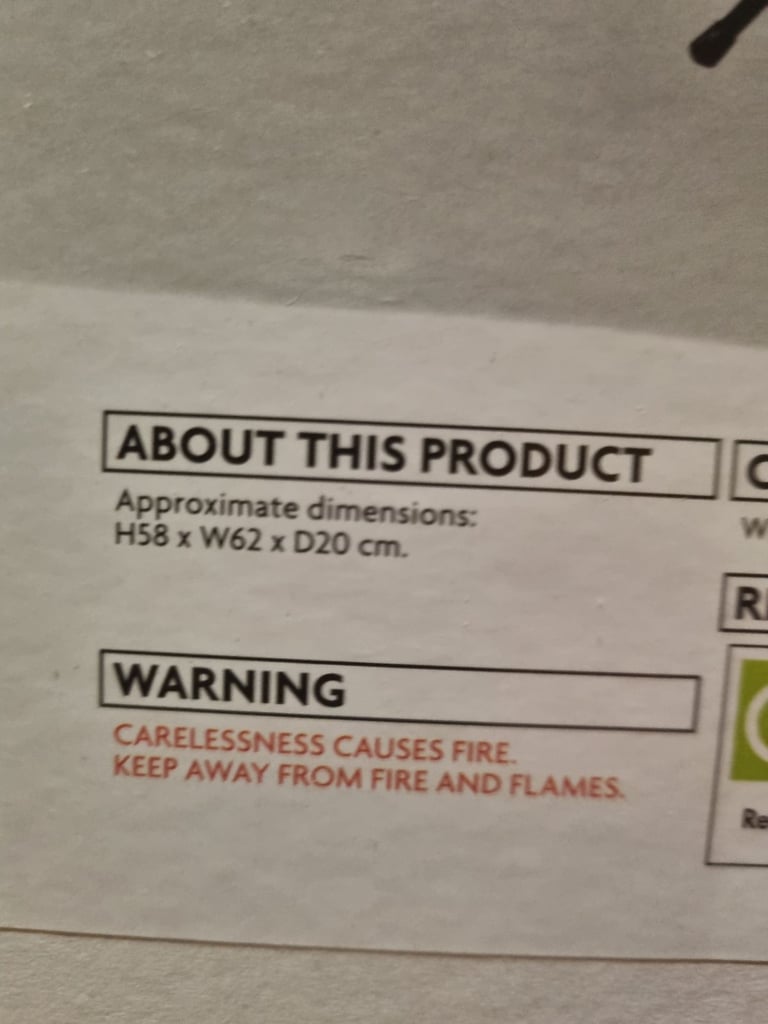 ABOUT THIS PRODUCT
Approximate dimensions:
H58 x W62 x D20 cm.
WARNING
CARELESSNESS CAUSES FIRE.
KEEP AWAY FROM FIRE AND FLAMES.